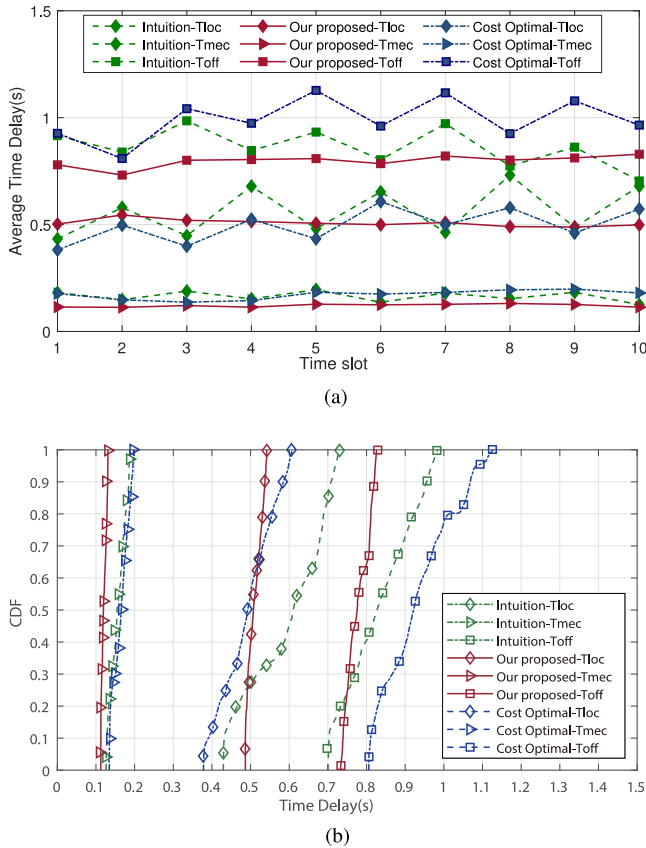 Intuition-Tloc Our proposed-Tloc Cost Optimal-Tloc
Intuition-Tmec Our proposed-Tmec Cost Optimal-Tmec
Intuition-Toff Our proposed-Toff Cost Optimal-Toff
Average Time Delay(s)
1
0.5
0
1 2 3 4 5 6 7 8 9 10
Time slot
(a)
CDF
1
0.9
0.8
0.7
0.6
0.5
0.4
0.3
0.2
0.1
0
Intuition-Tloc
Intuition-Tmec
Intuition-Toff
Our proposed-Tloc
Our proposed-Tmec
Our proposed-Toff
Cost Optimal-Tloc
Cost Optimal-Tmec
Cost Optimal-Toff
0 0.1 0.2 0.3 0.4 0.5 0.6 0.7 0.8 0.9 1 1.1 1.2 1.3 1.4 1.5
Time Delay(s)
(b)